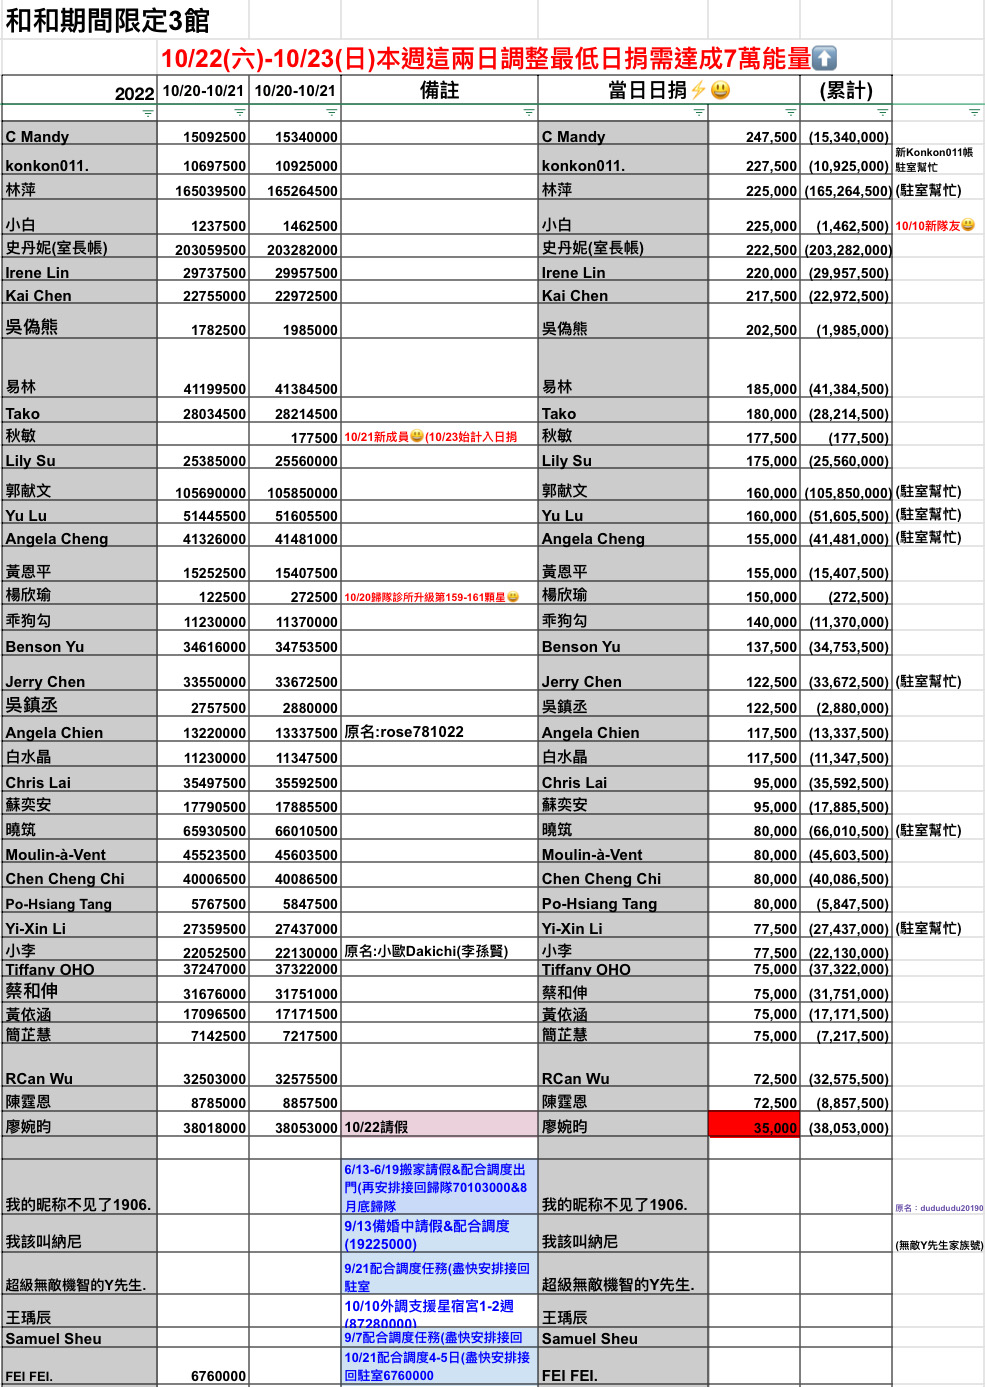 和和期間限定3館
10/22(六)-10/23(日)本週這兩日調整最低日捐需達成7萬能量⬆️
2022 10/20-10/21 10/20-10/21 備註 當日日捐⚡😃 (累計)
C Mandy 15092500 15340000 C Mandy 247,500 (15,340,000)
新Konkon011帳
konkon011. 10697500 10925000 konkon011. 227,500 (10,925,000) 駐室幫忙
林萍 165039500 165264500 林萍 225,000 (165,264,500) (駐室幫忙)
小白 1237500 1462500 小白 225,000 (1,462,500) 10/10新隊友😃
史丹妮(室長帳) 203059500 203282000 史丹妮(室長帳) 222,500 (203,282,000)
Irene Lin 29737500 29957500 Irene Lin 220,000 (29,957,500)
Kai Chen 22755000 22972500 Kai Chen 217,500 (22,972,500)
吳偽熊 1782500 1985000 吳偽熊 202,500 (1,985,000)
易林 41199500 41384500 易林 185,000 (41,384,500)
Tako 28034500 28214500 Tako 180,000 (28,214,500)
秋敏 177500 10/21新成員😃(10/23始計入日捐 秋敏 177,500 (177,500)
Lily Su 25385000 25560000 Lily Su 175,000 (25,560,000)
郭献文 105690000 105850000 郭献文 160,000 (105,850,000) (駐室幫忙)
Yu Lu 51445500 51605500 Yu Lu 160,000 (51,605,500) (駐室幫忙)
Angela Cheng 41326000 41481000 Angela Cheng 155,000 (41,481,000) (駐室幫忙)
黃恩平 15252500 15407500 黃恩平 155,000 (15,407,500)
楊欣瑜 122500 272500 10/20歸隊診所升級第159-161顆星😃 楊欣瑜 150,000 (272,500)
乖狗勾 11230000 11370000 乖狗勾 140,000 (11,370,000)
Benson Yu 34616000 34753500 Benson Yu 137,500 (34,753,500)
Jerry Chen 33550000 33672500 Jerry Chen 122,500 (33,672,500) (駐室幫忙)
吳鎮丞 2757500 2880000 吳鎮丞 122,500 (2,880,000)
Angela Chien 13220000 13337500 原名:rose781022 Angela Chien 117,500 (13,337,500)
白水晶 11230000 11347500 白水晶 117,500 (11,347,500)
Chris Lai 35497500 35592500 Chris Lai 95,000 (35,592,500)
蘇奕安 17790500 17885500 蘇奕安 95,000 (17,885,500)
曉筑 65930500 66010500 曉筑 80,000 (66,010,500) (駐室幫忙)
Moulin-à-Vent 45523500 45603500 Moulin-à-Vent 80,000 (45,603,500)
Chen Cheng Chi 40006500 40086500 Chen Cheng Chi 80,000 (40,086,500)
Po-Hsiang Tang 5767500 5847500 Po-Hsiang Tang 80,000 (5,847,500)
Yi-Xin Li 27359500 27437000 Yi-Xin Li 77,500 (27,437,000) (駐室幫忙)
小李 22052500 22130000 原名:小歐Dakichi(李孫賢) 小李 77,500 (22,130,000)
Tiffany OHO 37247000 37322000 Tiffany OHO 75,000 (37,322,000)
蔡和伸 31676000 31751000 蔡和伸 75,000 (31,751,000)
黃依涵 17096500 17171500 黃依涵 75,000 (17,171,500)
簡芷慧 7142500 7217500 簡芷慧 75,000 (7,217,500)
RCan Wu 32503000 32575500 RCan Wu 72,500 (32,575,500)
陳霆恩 8785000 8857500 陳霆恩 72,500 (8,857,500)
廖婉昀 38018000 38053000 10/22請假 廖婉昀 35,000 (38,053,000)
6/13-6/19搬家請假&配合調度出
門(再安排接回歸隊70103000&8
我的昵称不见了1906. 月底歸隊 我的昵称不见了1906. 原名：dudududu20190
9/13備婚中請假&配合調度
我該叫納尼 (19225000) 我該叫納尼 (無敵Y先生家族號)
9/21配合調度任務(盡快安排接回
超級無敵機智的Y先生. 駐室 超級無敵機智的Y先生.
10/10外調支援星宿宮1-2週
王瑀辰 (87280000) 王瑀辰
Samuel Sheu 9/7配合調度任務(盡快安排接回 Samuel Sheu
10/21配合調度4-5日(盡快安排接
FEI FEI. 6760000 回駐室6760000 FEI FEI.